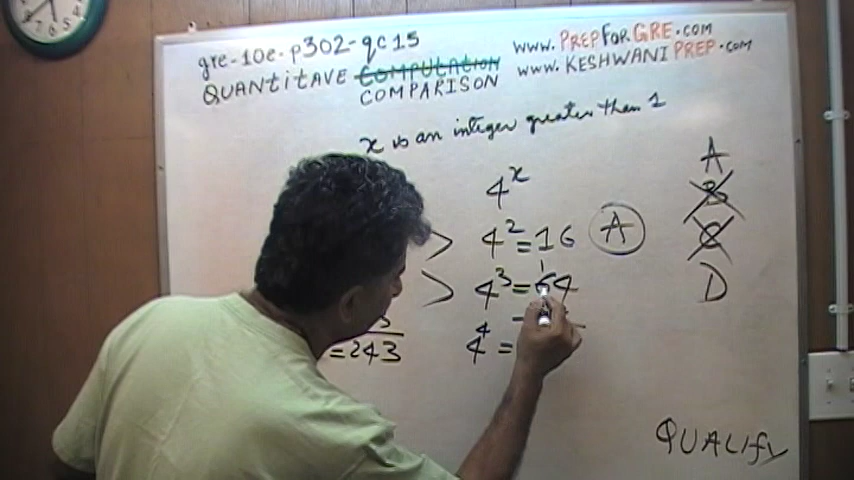 gre-10e-p302-qc15
www.PREPFORGRE.com
QUANtitAVE COMPUTATION
www.KESHWANIPREP.com
COMPARISON
x is an integer greater than 1
4^x
A
B
> 4^2 = 16 A
C
> 4^3 = 64
1
D
= 243
4^4 =
QUALIfy